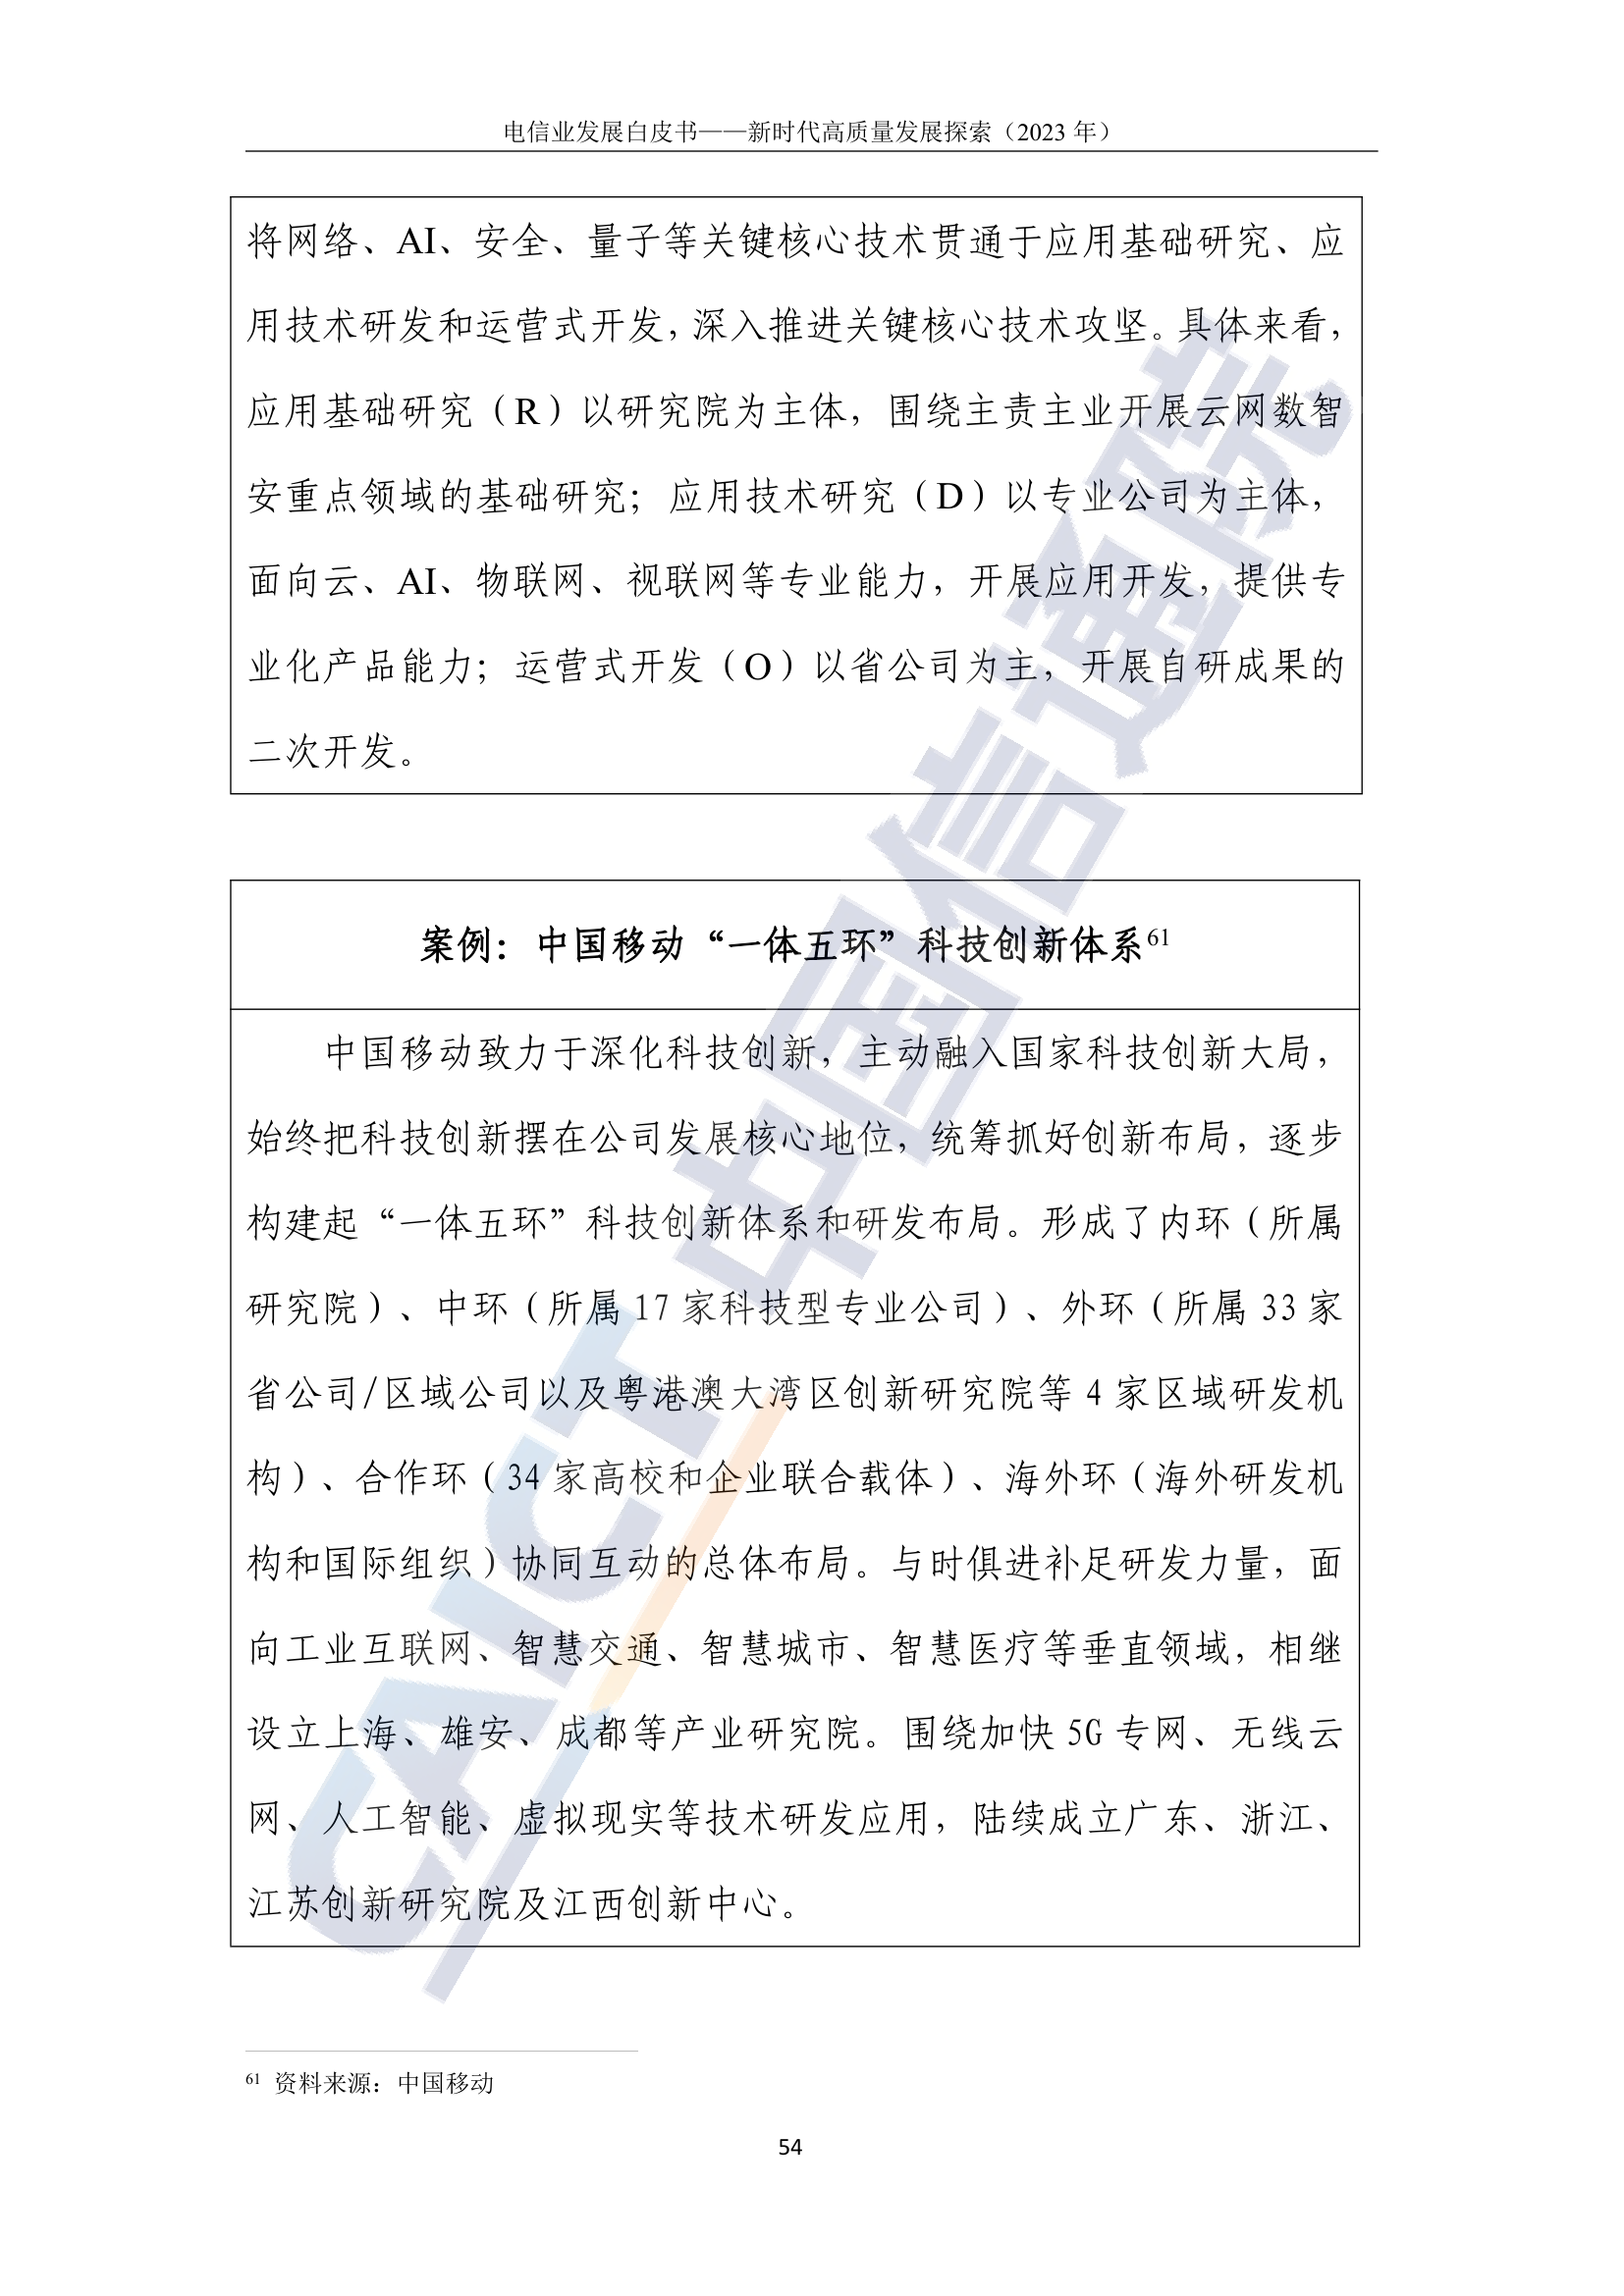 电信业发展白皮书——新时代高质量发展探索（2023 年）
将网络、AI、安全、量子等关键核心技术贯通于应用基础研究、应
用技术研发和运营式开发，深入推进关键核心技术攻坚。具体来看，
应用基础研究（R）以研究院为主体，围绕主责主业开展云网数智
安重点领域的基础研究；应用技术研究（D）以专业公司为主体，
面向云、AI、物联网、视联网等专业能力，开展应用开发，提供专
业化产品能力；运营式开发（O）以省公司为主，开展自研成果的
二次开发。
案例：中国移动“一体五环”科技创新体系61
中国移动致力于深化科技创新，主动融入国家科技创新大局，
始终把科技创新摆在公司发展核心地位，统筹抓好创新布局，逐步
构建起“一体五环”科技创新体系和研发布局。形成了内环（所属
研究院）、中环（所属 17 家科技型专业公司）、外环（所属 33 家
省公司/区域公司以及粤港澳大湾区创新研究院等 4 家区域研发机
构）、合作环（34 家高校和企业联合载体）、海外环（海外研发机
构和国际组织）协同互动的总体布局。与时俱进补足研发力量，面
向工业互联网、智慧交通、智慧城市、智慧医疗等垂直领域，相继
设立上海、雄安、成都等产业研究院。围绕加快 5G 专网、无线云
网、人工智能、虚拟现实等技术研发应用，陆续成立广东、浙江、
江苏创新研究院及江西创新中心。
61 资料来源：中国移动
54
CAICT 中国信通院